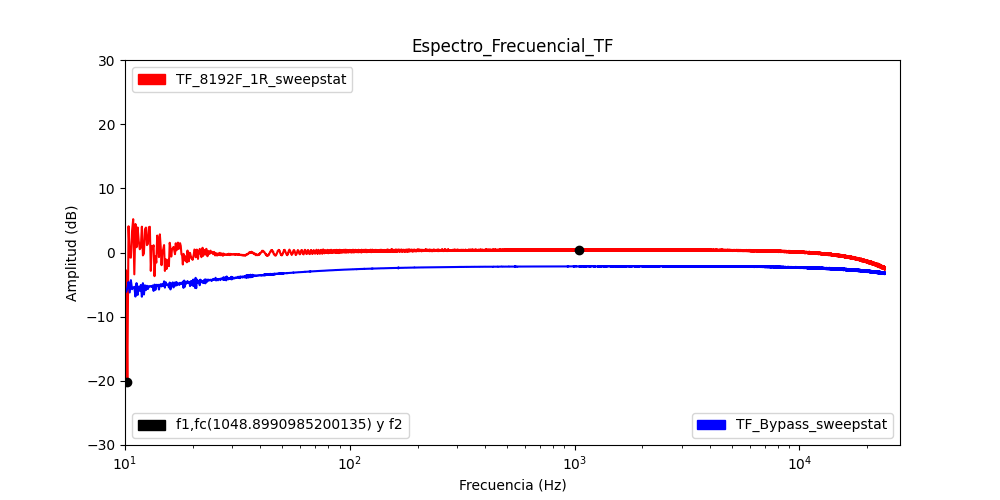 Espectro_Frecuencial_TF
TF_8192F_1R_sweepstat
30
20
10
0
−10
−20
−30
Amplitud (dB)
f1,fc(1048.8990985200135) y f2
TF_Bypass_sweepstat
10¹ 10² 10³ 10⁴
Frecuencia (Hz)